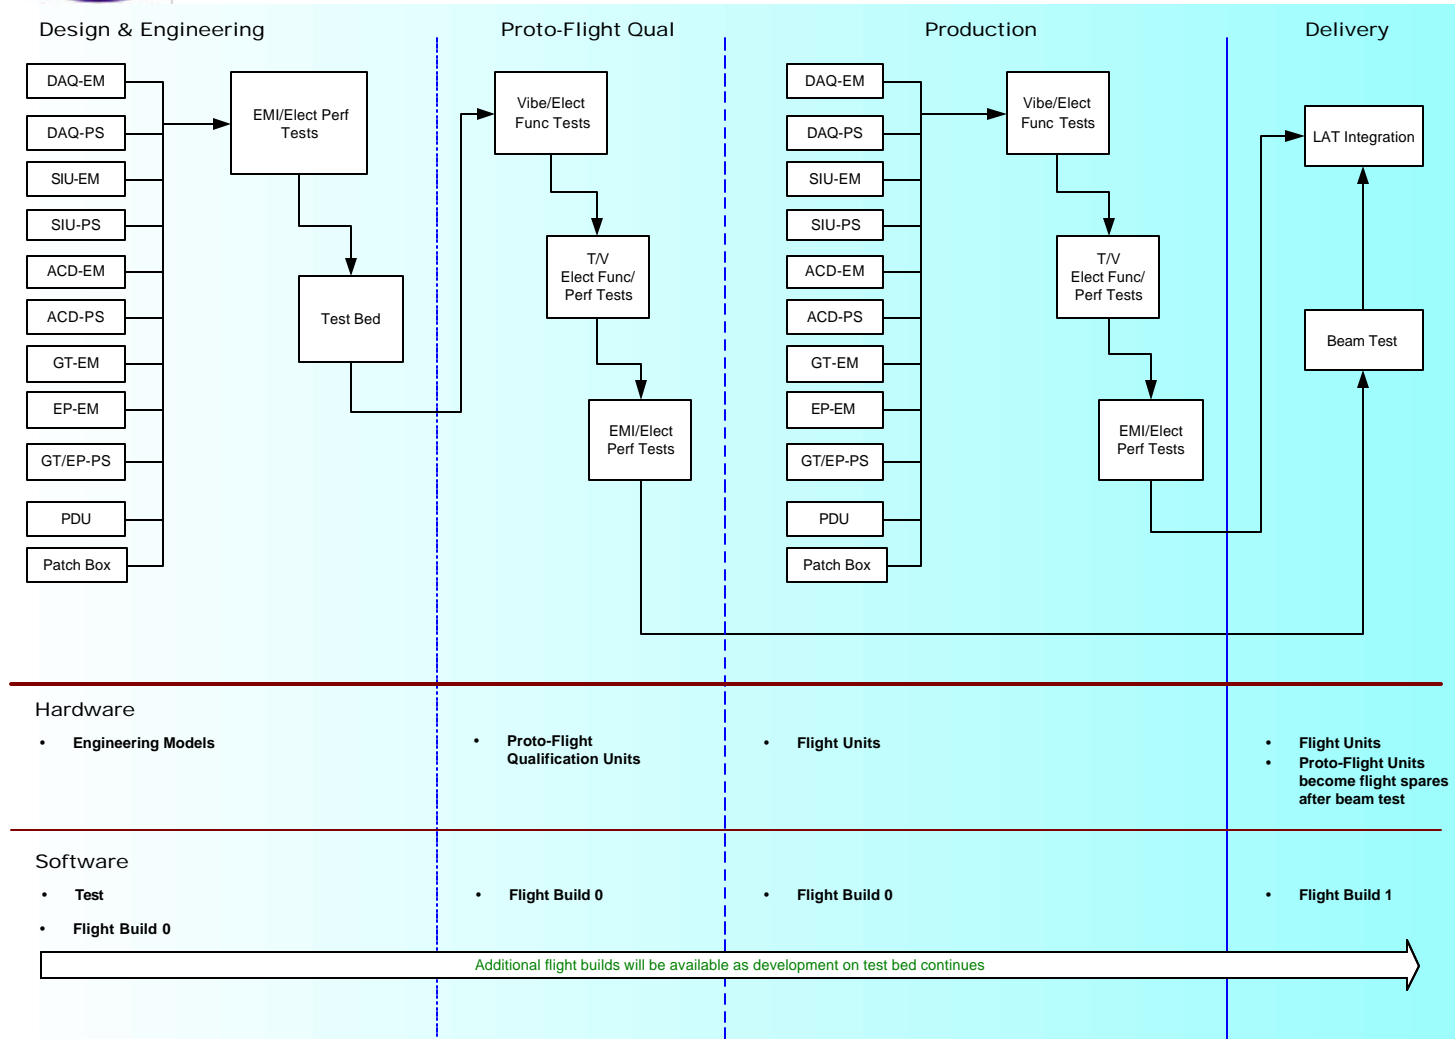 Design & Engineering
Proto-Flight Qual
Production
Delivery
DAQ-EM
DAQ-PS
SIU-EM
SIU-PS
ACD-EM
ACD-PS
GT-EM
EP-EM
GT/EP-PS
PDU
Patch Box
EMI/Elect Perf
Tests
Test Bed
Vibe/Elect
Func Tests
T/V
Elect Func/
Perf Tests
EMI/Elect
Perf Tests
DAQ-EM
DAQ-PS
SIU-EM
SIU-PS
ACD-EM
ACD-PS
GT-EM
EP-EM
GT/EP-PS
PDU
Patch Box
Vibe/Elect
Func Tests
T/V
Elect Func/
Perf Tests
EMI/Elect
Perf Tests
LAT Integration
Beam Test
Hardware
• Engineering Models
• Proto-Flight
Qualification Units
• Flight Units
• Flight Units
• Proto-Flight Units
become flight spares
after beam test
Software
• Test
• Flight Build 0
• Flight Build 0
• Flight Build 0
• Flight Build 1
Additional flight builds will be available as development on test bed continues